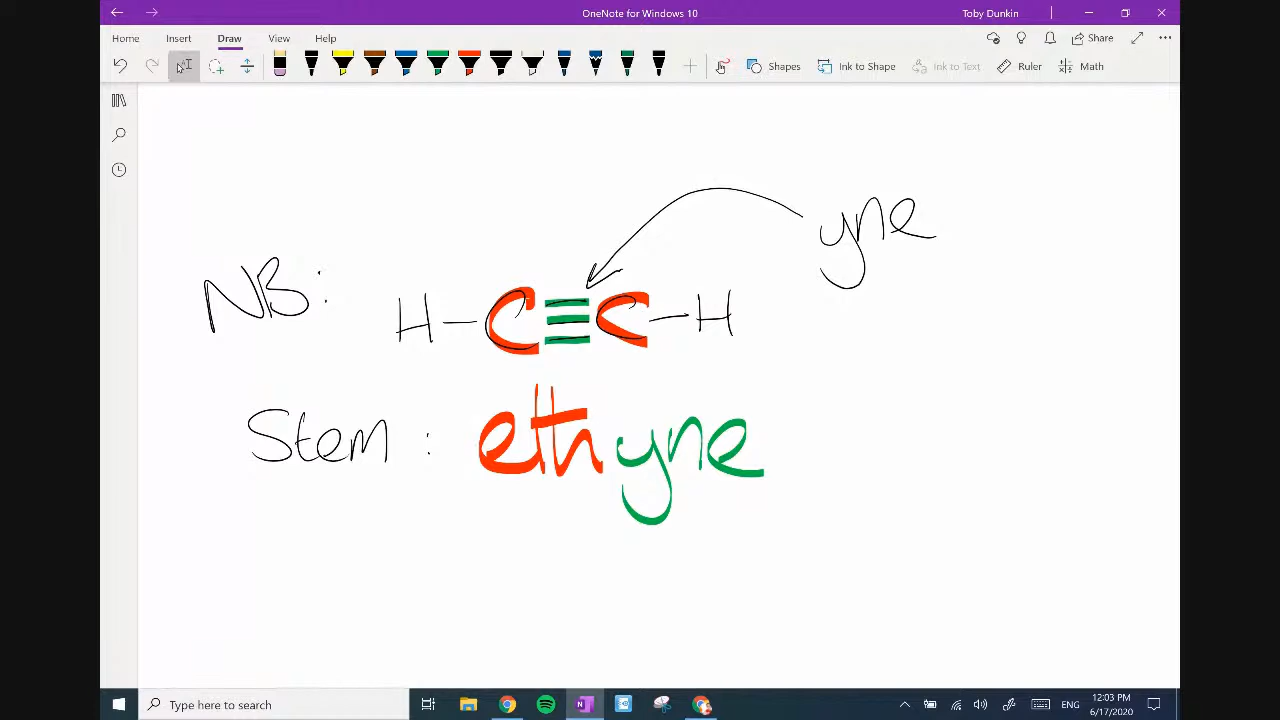 OneNote for Windows 10
Toby Dunkin
Home Insert Draw View Help
Share
Shapes Ink to Shape Ink to Text Ruler Math
yne
NB:
H-C≡C-H
Stem: ethyne
Type here to search
ENG
12:03 PM
6/17/2020